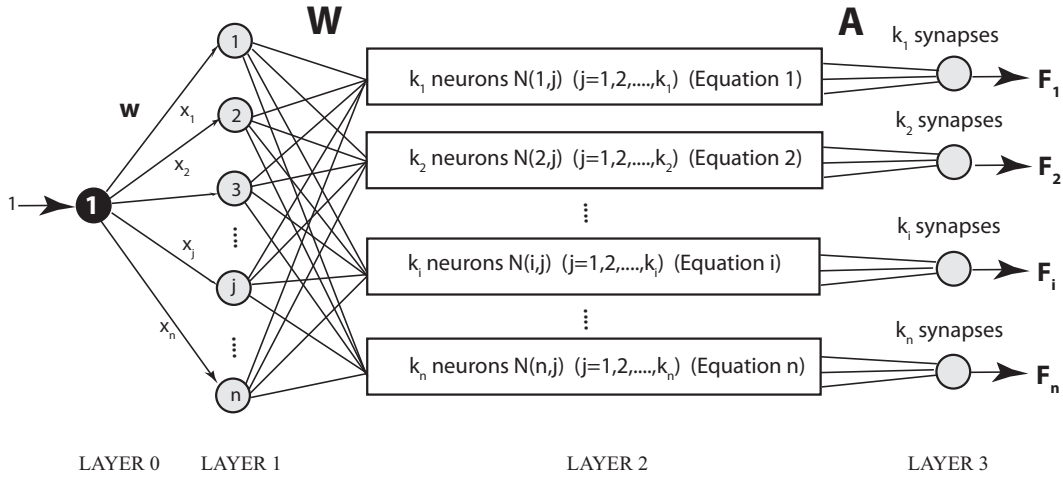 W
A
k1 synapses
1
k1 neurons N(1,j) (j=1,2,....,k1) (Equation 1)
F1
w
x1
2
k2 synapses
x2
k2 neurons N(2,j) (j=1,2,....,k2) (Equation 2)
F2
3
1
1
....
....
ki synapses
xj
j
ki neurons N(i,j) (j=1,2,....,ki) (Equation i)
Fi
xn
....
....
kn synapses
n
kn neurons N(n,j) (j=1,2,....,kn) (Equation n)
Fn
LAYER 0
LAYER 1
LAYER 2
LAYER 3